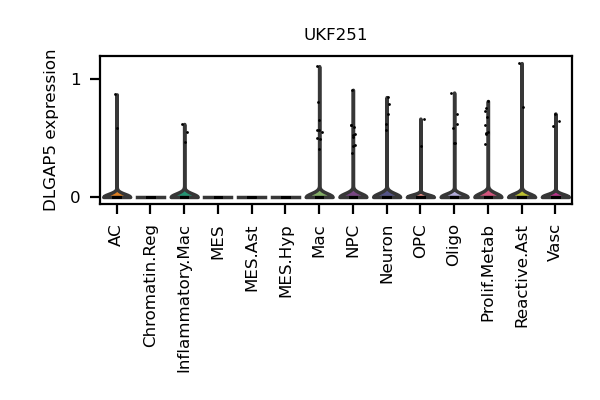 UKF251
DLGAP5 expression
1
0
AC
Chromatin.Reg
Inflammatory.Mac
MES
MES.Ast
MES.Hyp
Mac
NPC
Neuron
OPC
Oligo
Prolif.Metab
Reactive.Ast
Vasc